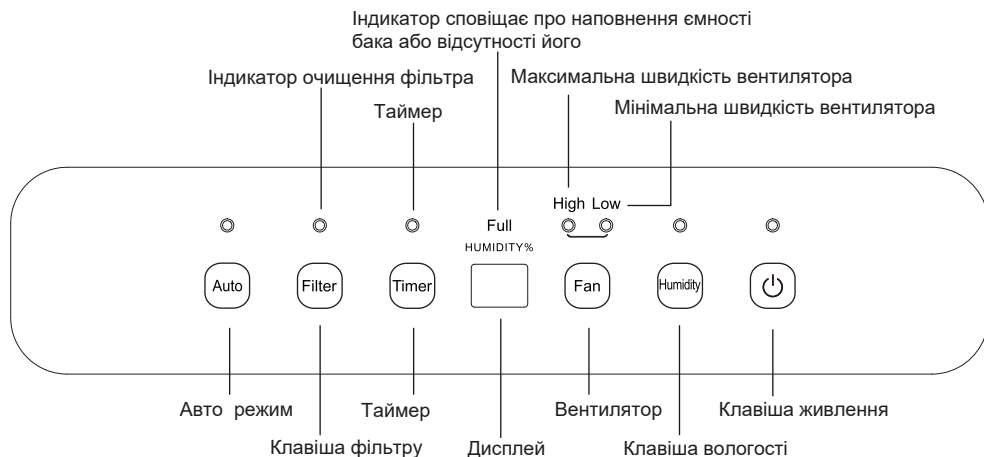 Індикатор сповіщає про наповнення ємності
бака або відсутності його
Індикатор очищення фільтра
Максимальна швидкість вентилятора
Таймер
Мінімальна швидкість вентилятора
High Low
Full
HUMIDITY%
Auto
Filter
Timer
Fan
Humidity
Авто режим
Таймер
Вентилятор
Клавіша живлення
Клавіша фільтру
Дисплей
Клавіша вологості